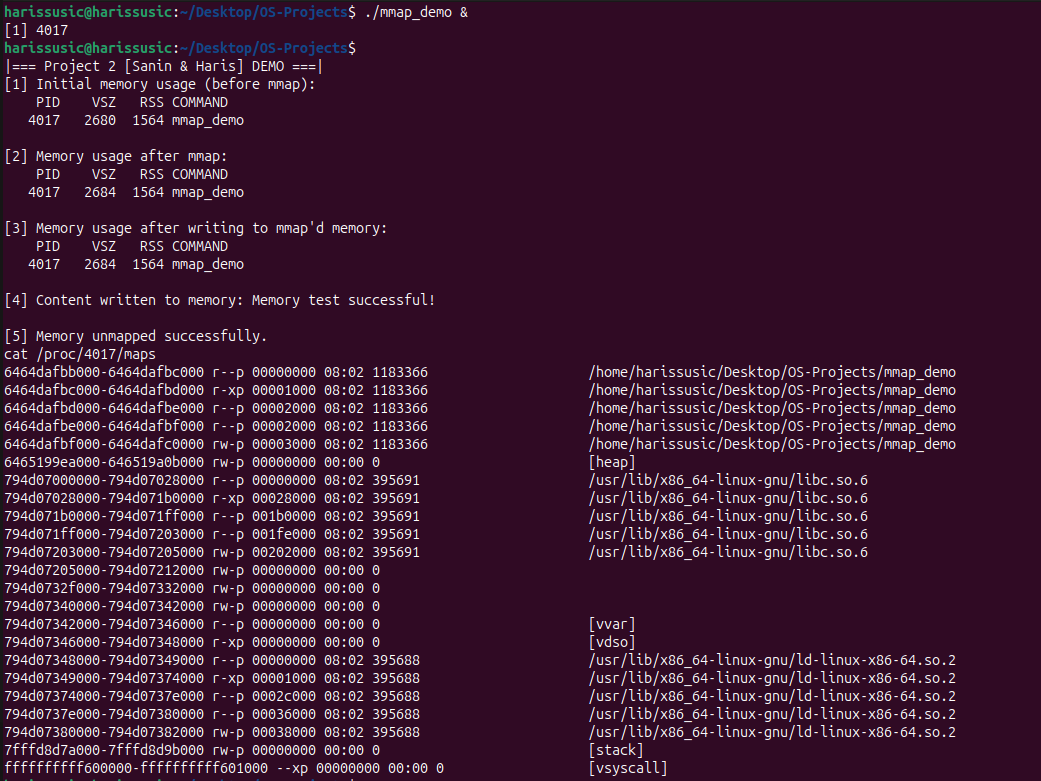 harissusic@harissusic:~/Desktop/OS-Projects$ ./mmap_demo &
[1] 4017
harissusic@harissusic:~/Desktop/OS-Projects$
|=== Project 2 [Sanin & Haris] DEMO ===|
[1] Initial memory usage (before mmap):
    PID    VSZ   RSS COMMAND
   4017   2680  1564 mmap_demo

[2] Memory usage after mmap:
    PID    VSZ   RSS COMMAND
   4017   2684  1564 mmap_demo

[3] Memory usage after writing to mmap'd memory:
    PID    VSZ   RSS COMMAND
   4017   2684  1564 mmap_demo

[4] Content written to memory: Memory test successful!

[5] Memory unmapped successfully.
cat /proc/4017/maps
6464dafbb000-6464dafbc000 r--p 00000000 08:02 1183366                    /home/harissusic/Desktop/OS-Projects/mmap_demo
6464dafbc000-6464dafbd000 r-xp 00001000 08:02 1183366                    /home/harissusic/Desktop/OS-Projects/mmap_demo
6464dafbd000-6464dafbe000 r--p 00002000 08:02 1183366                    /home/harissusic/Desktop/OS-Projects/mmap_demo
6464dafbe000-6464dafbf000 r--p 00002000 08:02 1183366                    /home/harissusic/Desktop/OS-Projects/mmap_demo
6464dafbf000-6464dafc0000 rw-p 00003000 08:02 1183366                    /home/harissusic/Desktop/OS-Projects/mmap_demo
6465199ea000-646519a0b000 rw-p 00000000 00:00 0                          [heap]
794d07000000-794d07028000 r--p 00000000 08:02 395691                     /usr/lib/x86_64-linux-gnu/libc.so.6
794d07028000-794d071b0000 r-xp 00028000 08:02 395691                     /usr/lib/x86_64-linux-gnu/libc.so.6
794d071b0000-794d071ff000 r--p 001b0000 08:02 395691                     /usr/lib/x86_64-linux-gnu/libc.so.6
794d071ff000-794d07203000 r--p 001fe000 08:02 395691                     /usr/lib/x86_64-linux-gnu/libc.so.6
794d07203000-794d07205000 rw-p 00202000 08:02 395691                     /usr/lib/x86_64-linux-gnu/libc.so.6
794d07205000-794d07212000 rw-p 00000000 00:00 0
794d0732f000-794d07332000 rw-p 00000000 00:00 0
794d07340000-794d07342000 rw-p 00000000 00:00 0
794d07342000-794d07346000 r--p 00000000 00:00 0                          [vvar]
794d07346000-794d07348000 r-xp 00000000 00:00 0                          [vdso]
794d07348000-794d07349000 r--p 00000000 08:02 395688                     /usr/lib/x86_64-linux-gnu/ld-linux-x86-64.so.2
794d07349000-794d07374000 r-xp 00001000 08:02 395688                     /usr/lib/x86_64-linux-gnu/ld-linux-x86-64.so.2
794d07374000-794d0737e000 r--p 0002c000 08:02 395688                     /usr/lib/x86_64-linux-gnu/ld-linux-x86-64.so.2
794d0737e000-794d07380000 r--p 00036000 08:02 395688                     /usr/lib/x86_64-linux-gnu/ld-linux-x86-64.so.2
794d07380000-794d07382000 rw-p 00038000 08:02 395688                     /usr/lib/x86_64-linux-gnu/ld-linux-x86-64.so.2
7fffd8d7a000-7fffd8d9b000 rw-p 00000000 00:00 0                          [stack]
ffffffffff600000-ffffffffff601000 --xp 00000000 00:00 0                  [vsyscall]